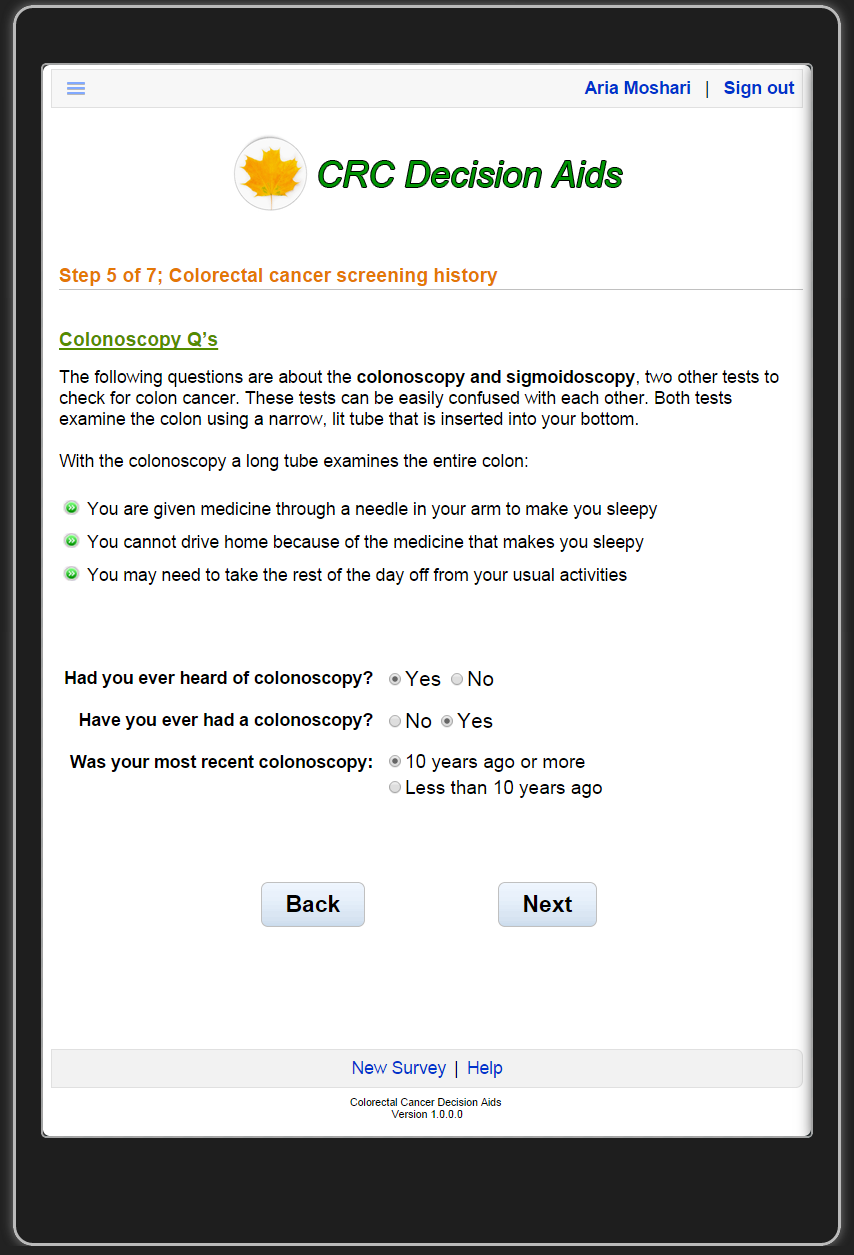 Aria Moshari | Sign out
CRC Decision Aids
Step 5 of 7; Colorectal cancer screening history
Colonoscopy Q’s
The following questions are about the colonoscopy and sigmoidoscopy, two other tests to
check for colon cancer. These tests can be easily confused with each other. Both tests
examine the colon using a narrow, lit tube that is inserted into your bottom.
With the colonoscopy a long tube examines the entire colon:
You are given medicine through a needle in your arm to make you sleepy
You cannot drive home because of the medicine that makes you sleepy
You may need to take the rest of the day off from your usual activities
Had you ever heard of colonoscopy? Yes No
Have you ever had a colonoscopy? No Yes
Was your most recent colonoscopy: 10 years ago or more
Less than 10 years ago
Back Next
New Survey | Help
Colorectal Cancer Decision Aids
Version 1.0.0.0